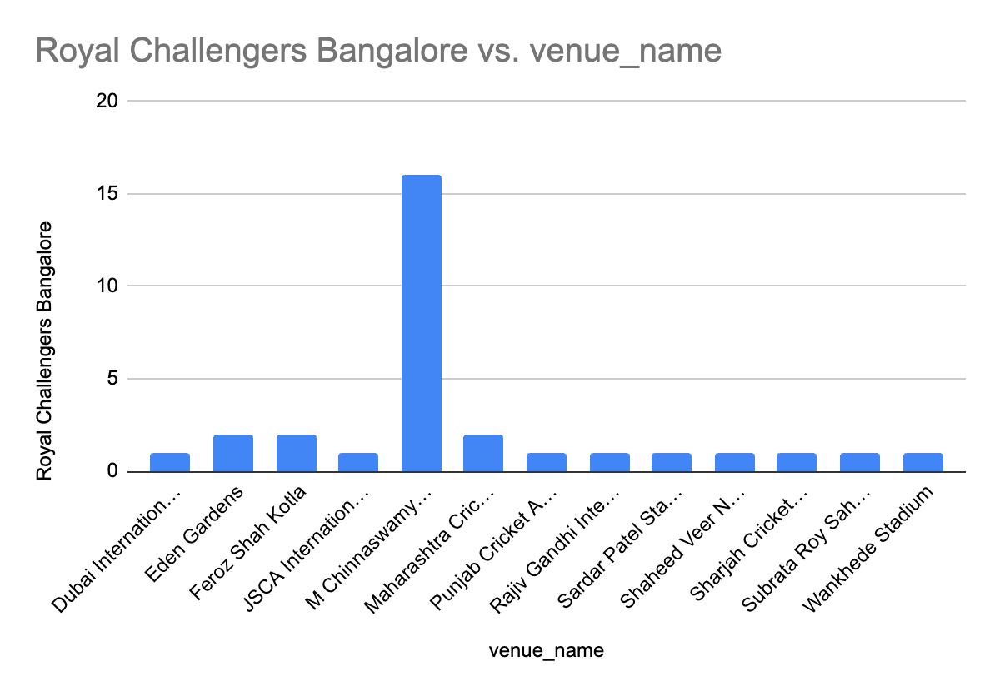 Royal Challengers Bangalore vs. venue_name
20
15
10
5
0
Royal Challengers Bangalore
Dubai Internation…
Eden Gardens
Feroz Shah Kotla
JSCA Internation…
M Chinnaswamy…
Maharashtra Cric…
Punjab Cricket A…
Rajiv Gandhi Inte…
Sardar Patel Sta…
Shaheed Veer N…
Sharjah Cricket…
Subrata Roy Sah…
Wankhede Stadium
venue_name